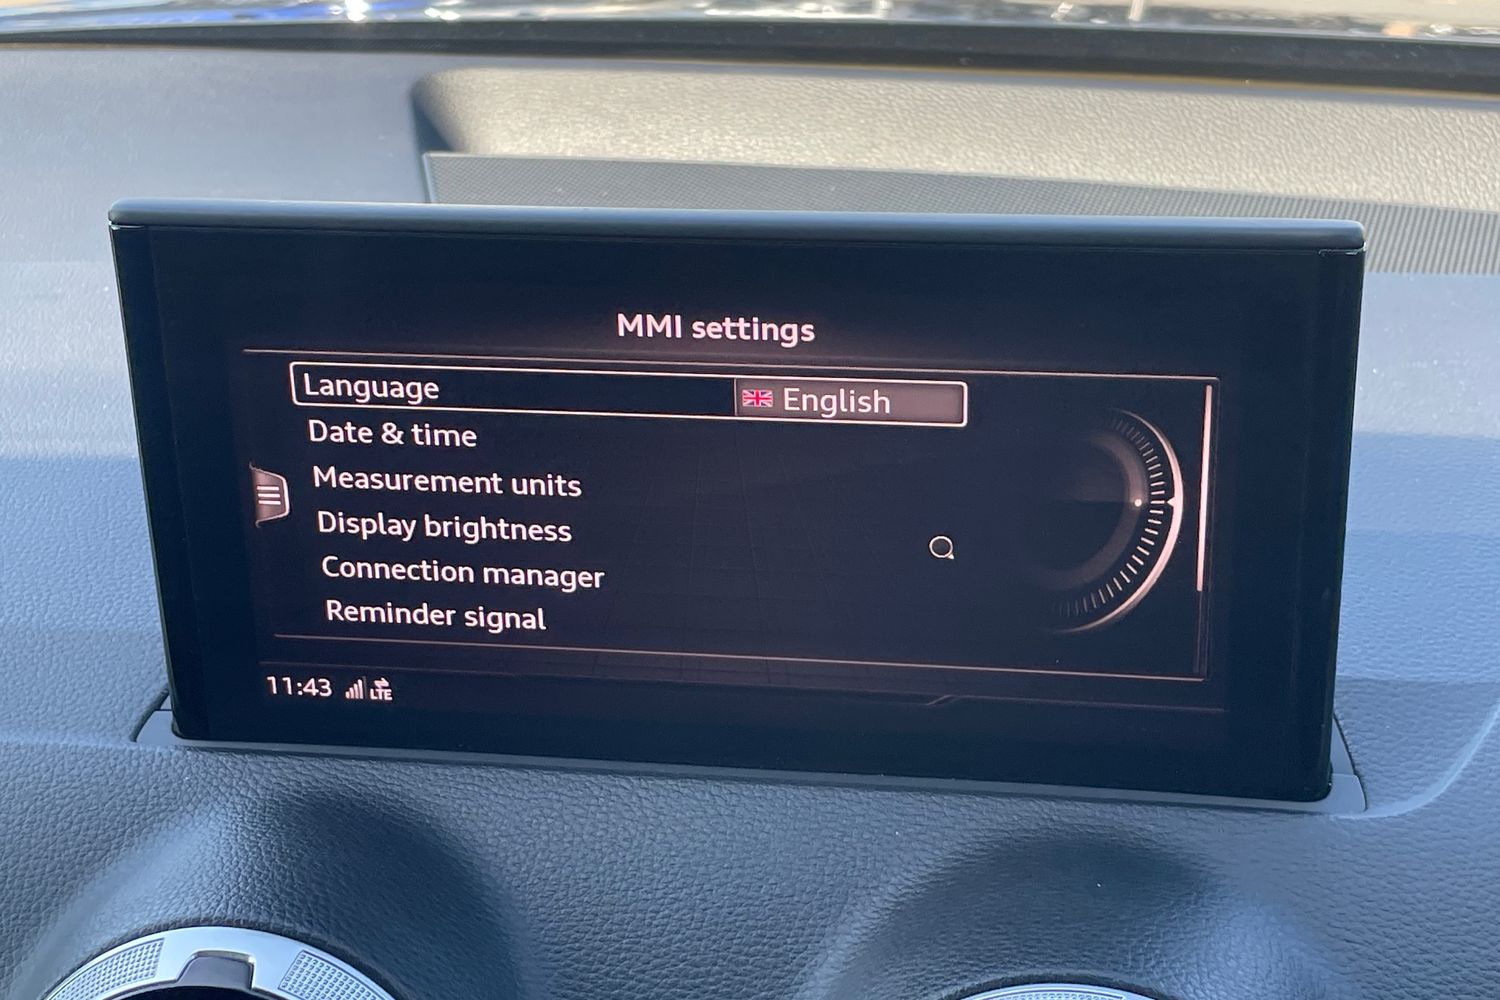 MMI settings
Language English
Date & time
Measurement units
Display brightness
Connection manager
Reminder signal
11:43 LTE